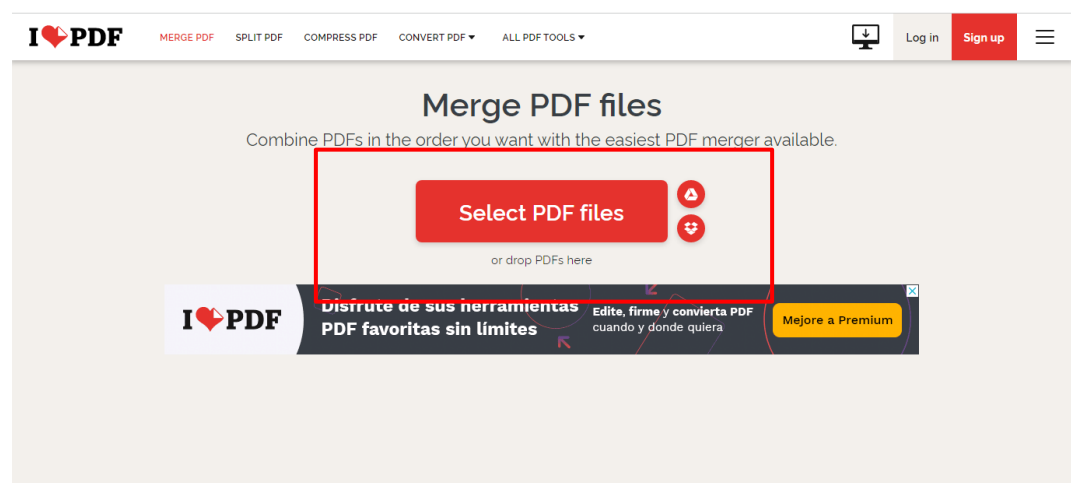 I PDF MERGE PDF SPLIT PDF COMPRESS PDF CONVERT PDF ALL PDF TOOLS Log in Sign up
Merge PDF files
Combine PDFs in the order you want with the easiest PDF merger available.
Select PDF files
or drop PDFs here
I PDF
Disfrute de sus herramientas
PDF favoritas sin límites
Edite, firme y convierta PDF
cuando y donde quiera
Mejore a Premium